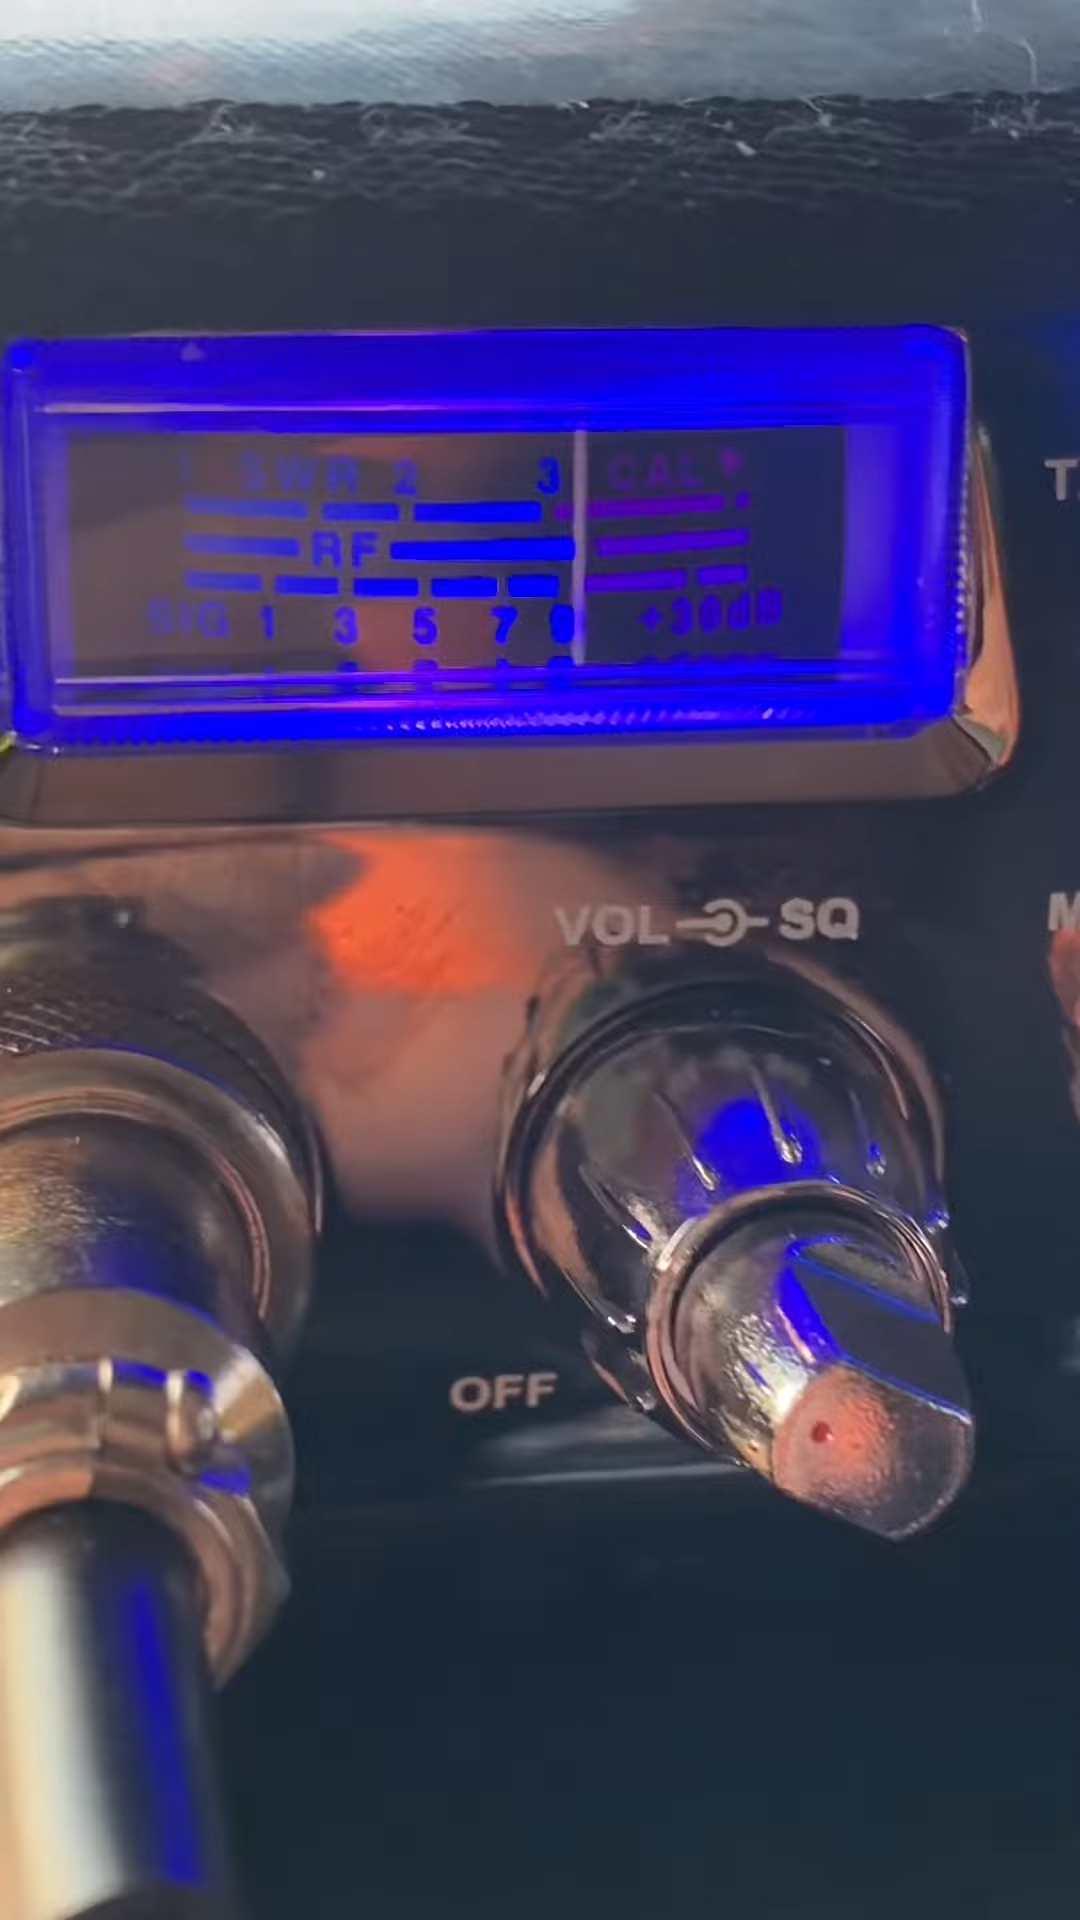 1 SWR 2 3 CAL ▼
RF
SIG 1 3 5 7 9 +30dB
VOL SQ
OFF